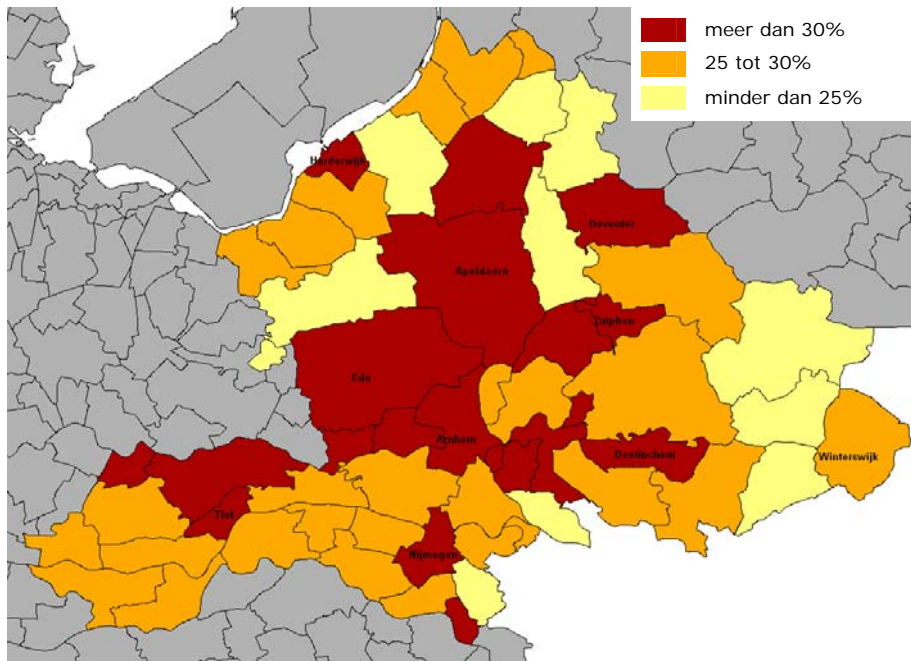 meer dan 30%
25 tot 30%
minder dan 25%
Harderwijk
Deventer
Apeldoorn
Zutphen
Ede
Arnhem
Doetinchem
Winterswijk
Tiel
Nijmegen